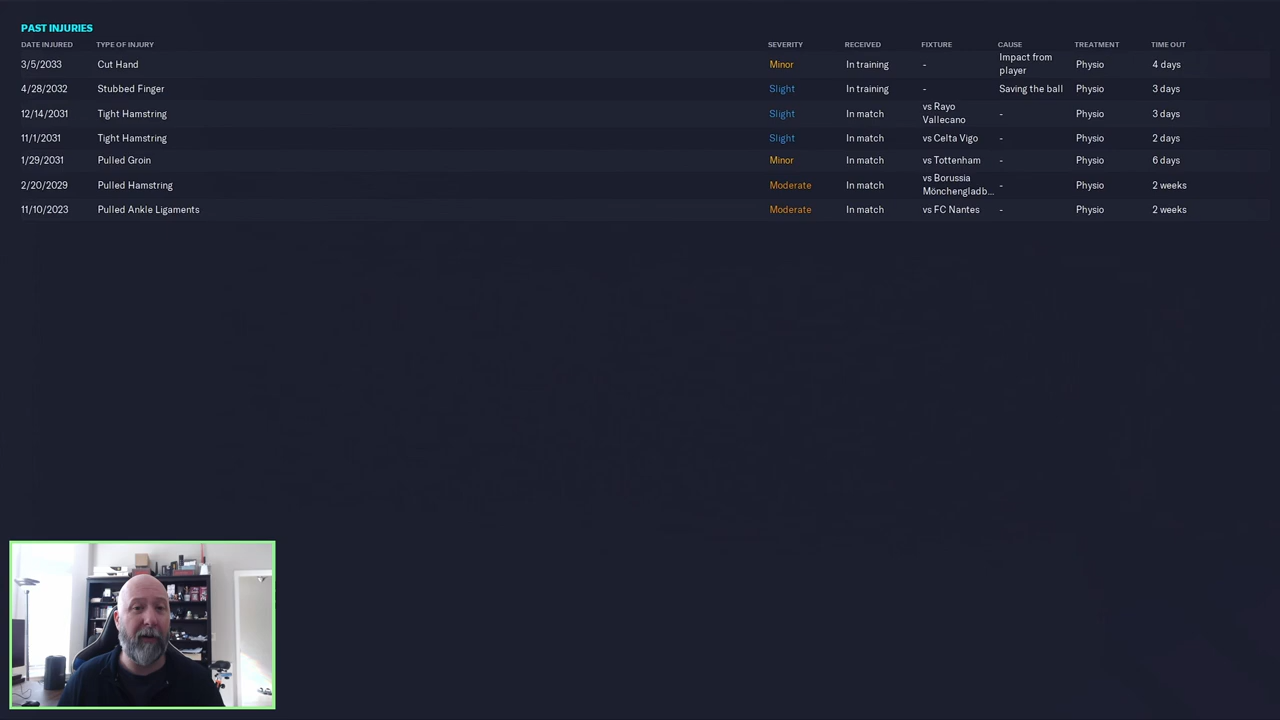 PAST INJURIES
DATE INJURED TYPE OF INJURY SEVERITY RECEIVED FIXTURE CAUSE TREATMENT TIME OUT
3/5/2033 Cut Hand Minor In training - Impact from player Physio 4 days
4/28/2032 Stubbed Finger Slight In training - Saving the ball Physio 3 days
12/14/2031 Tight Hamstring Slight In match vs Rayo Vallecano - Physio 3 days
11/1/2031 Tight Hamstring Slight In match vs Celta Vigo - Physio 2 days
1/29/2031 Pulled Groin Minor In match vs Tottenham - Physio 6 days
2/20/2029 Pulled Hamstring Moderate In match vs Borussia Mönchengladb... - Physio 2 weeks
11/10/2023 Pulled Ankle Ligaments Moderate In match vs FC Nantes - Physio 2 weeks